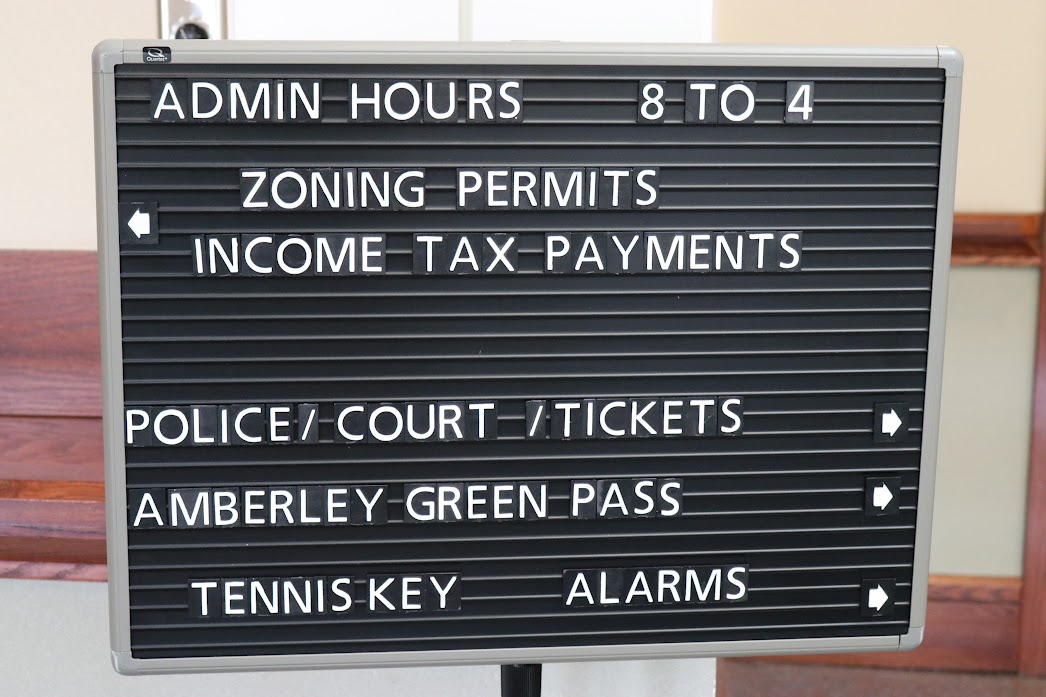 Quartet
ADMIN HOURS 8 TO 4
ZONING PERMITS
INCOME TAX PAYMENTS
POLICE/ COURT /TICKETS
AMBERLEY GREEN PASS
TENNIS KEY ALARMS